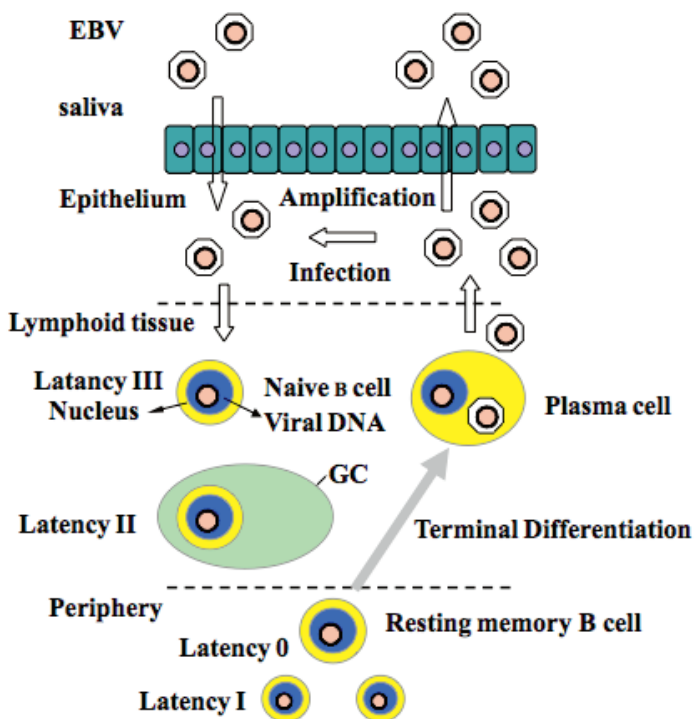 EBV
saliva
Epithelium
Amplification
Infection
Lymphoid tissue
Latancy III
Nucleus
Naive B cell
Viral DNA
Plasma cell
GC
Latency II
Terminal Differentiation
Periphery
Resting memory B cell
Latency 0
Latency I